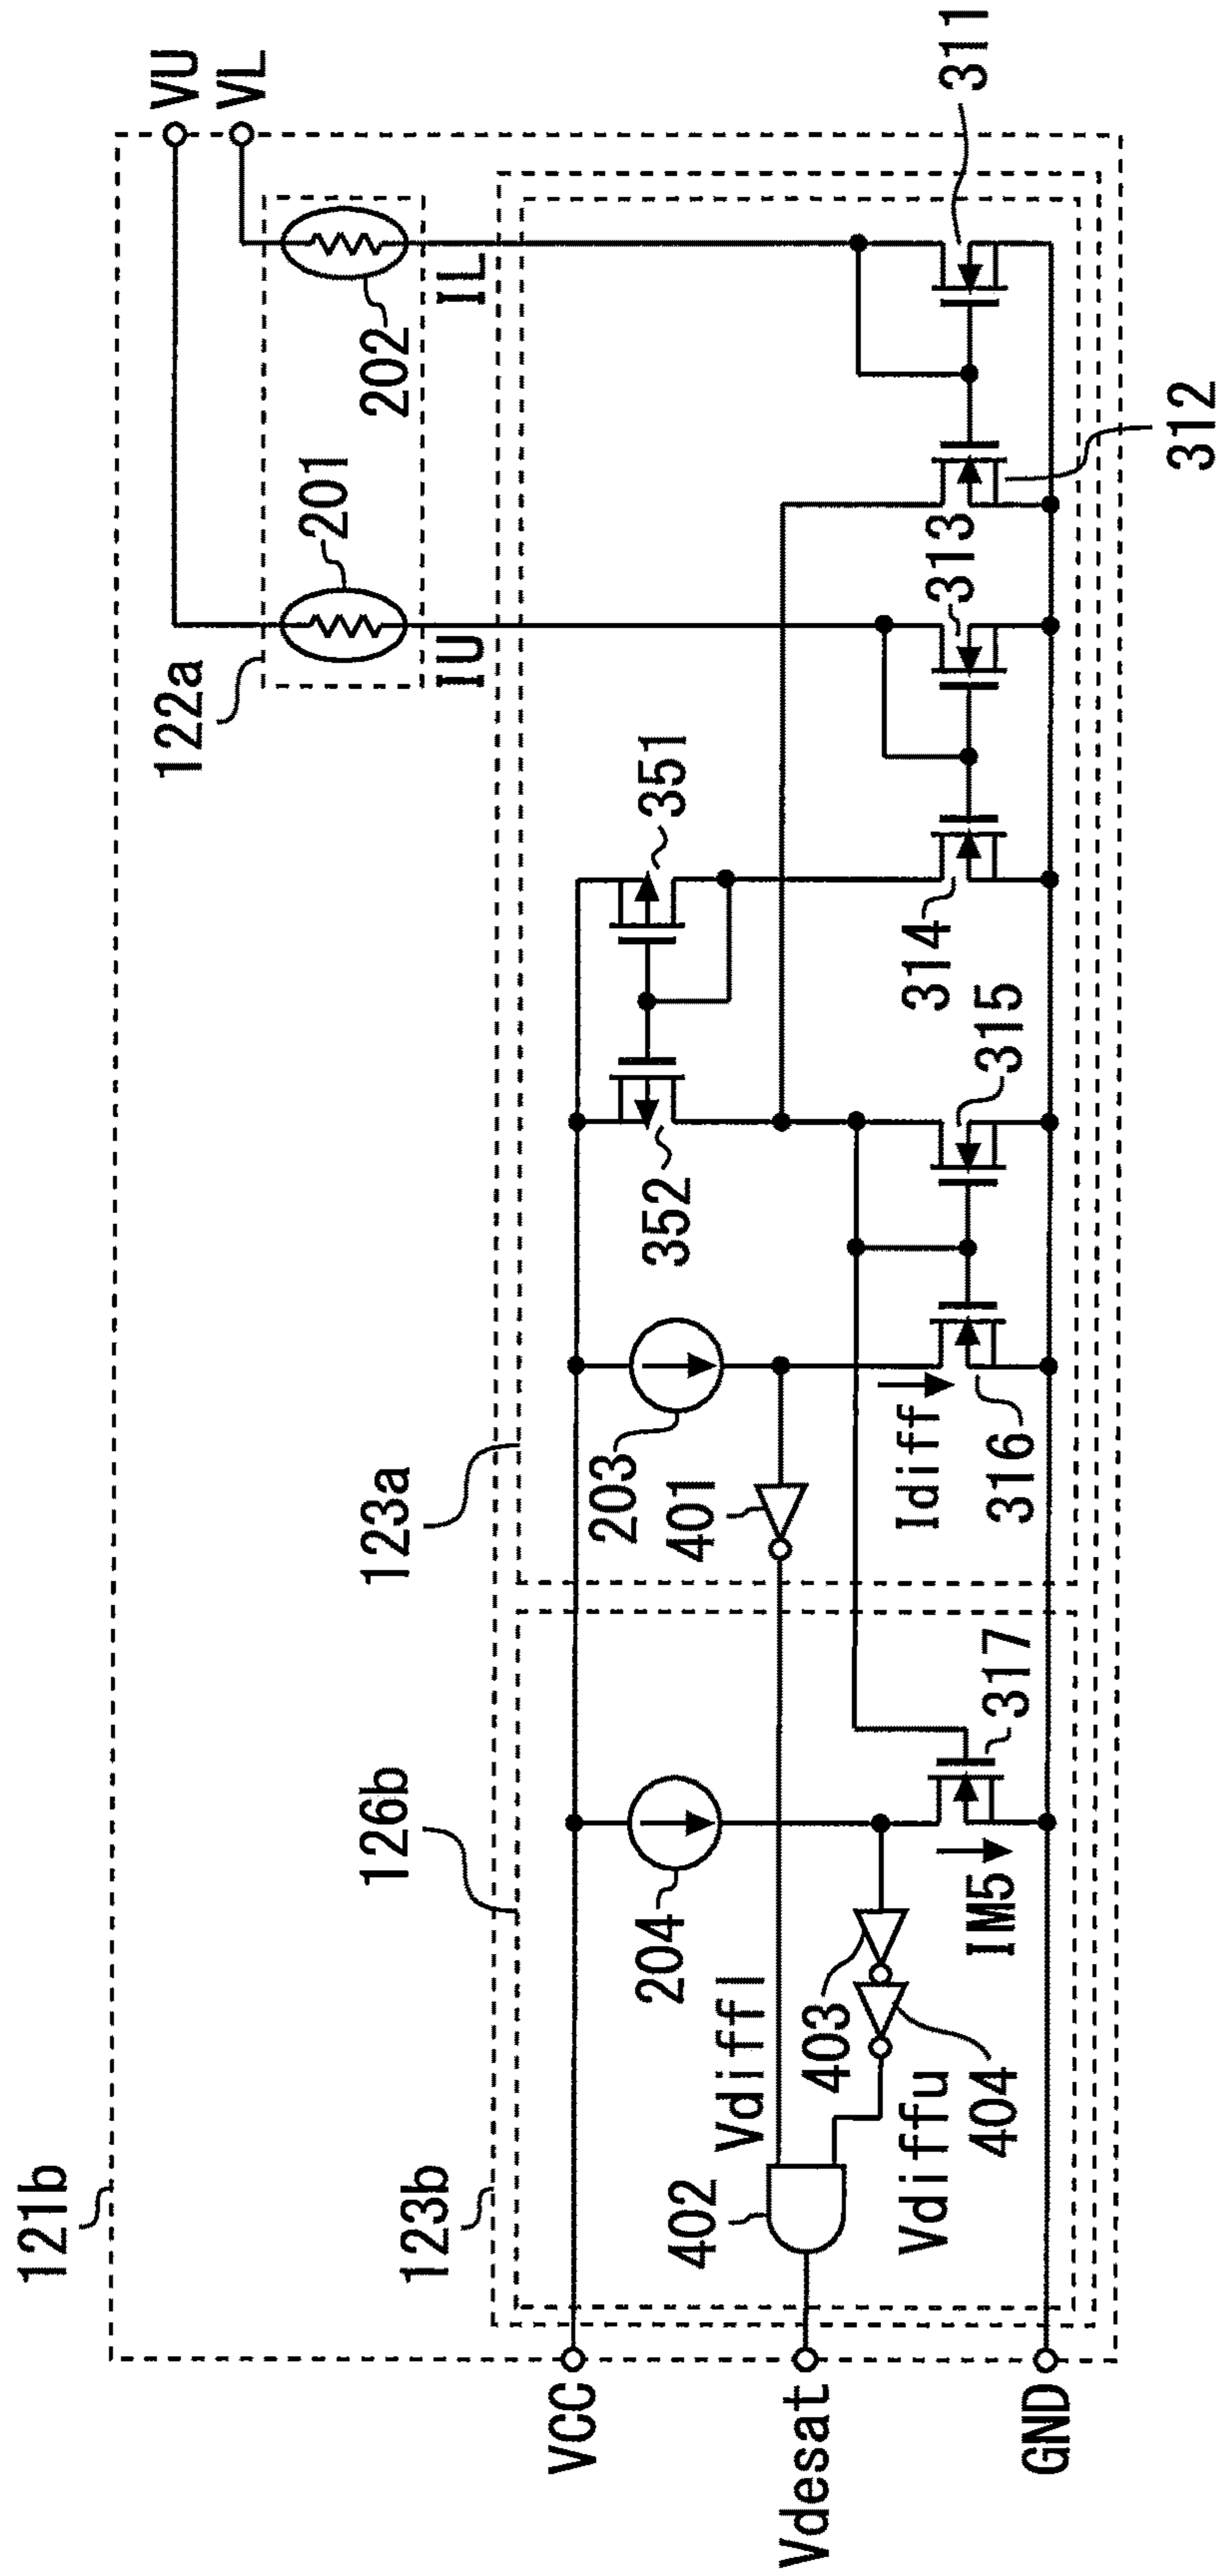 121b
VU
VL
122a
201
202
IU
IL
123b
126b
123a
351
352
203
204
401
402
403
404
Vdiffl
Vdiffu
Idiff
IM5
311
312
313
314
315
316
317
VCC
Vdesat
GND